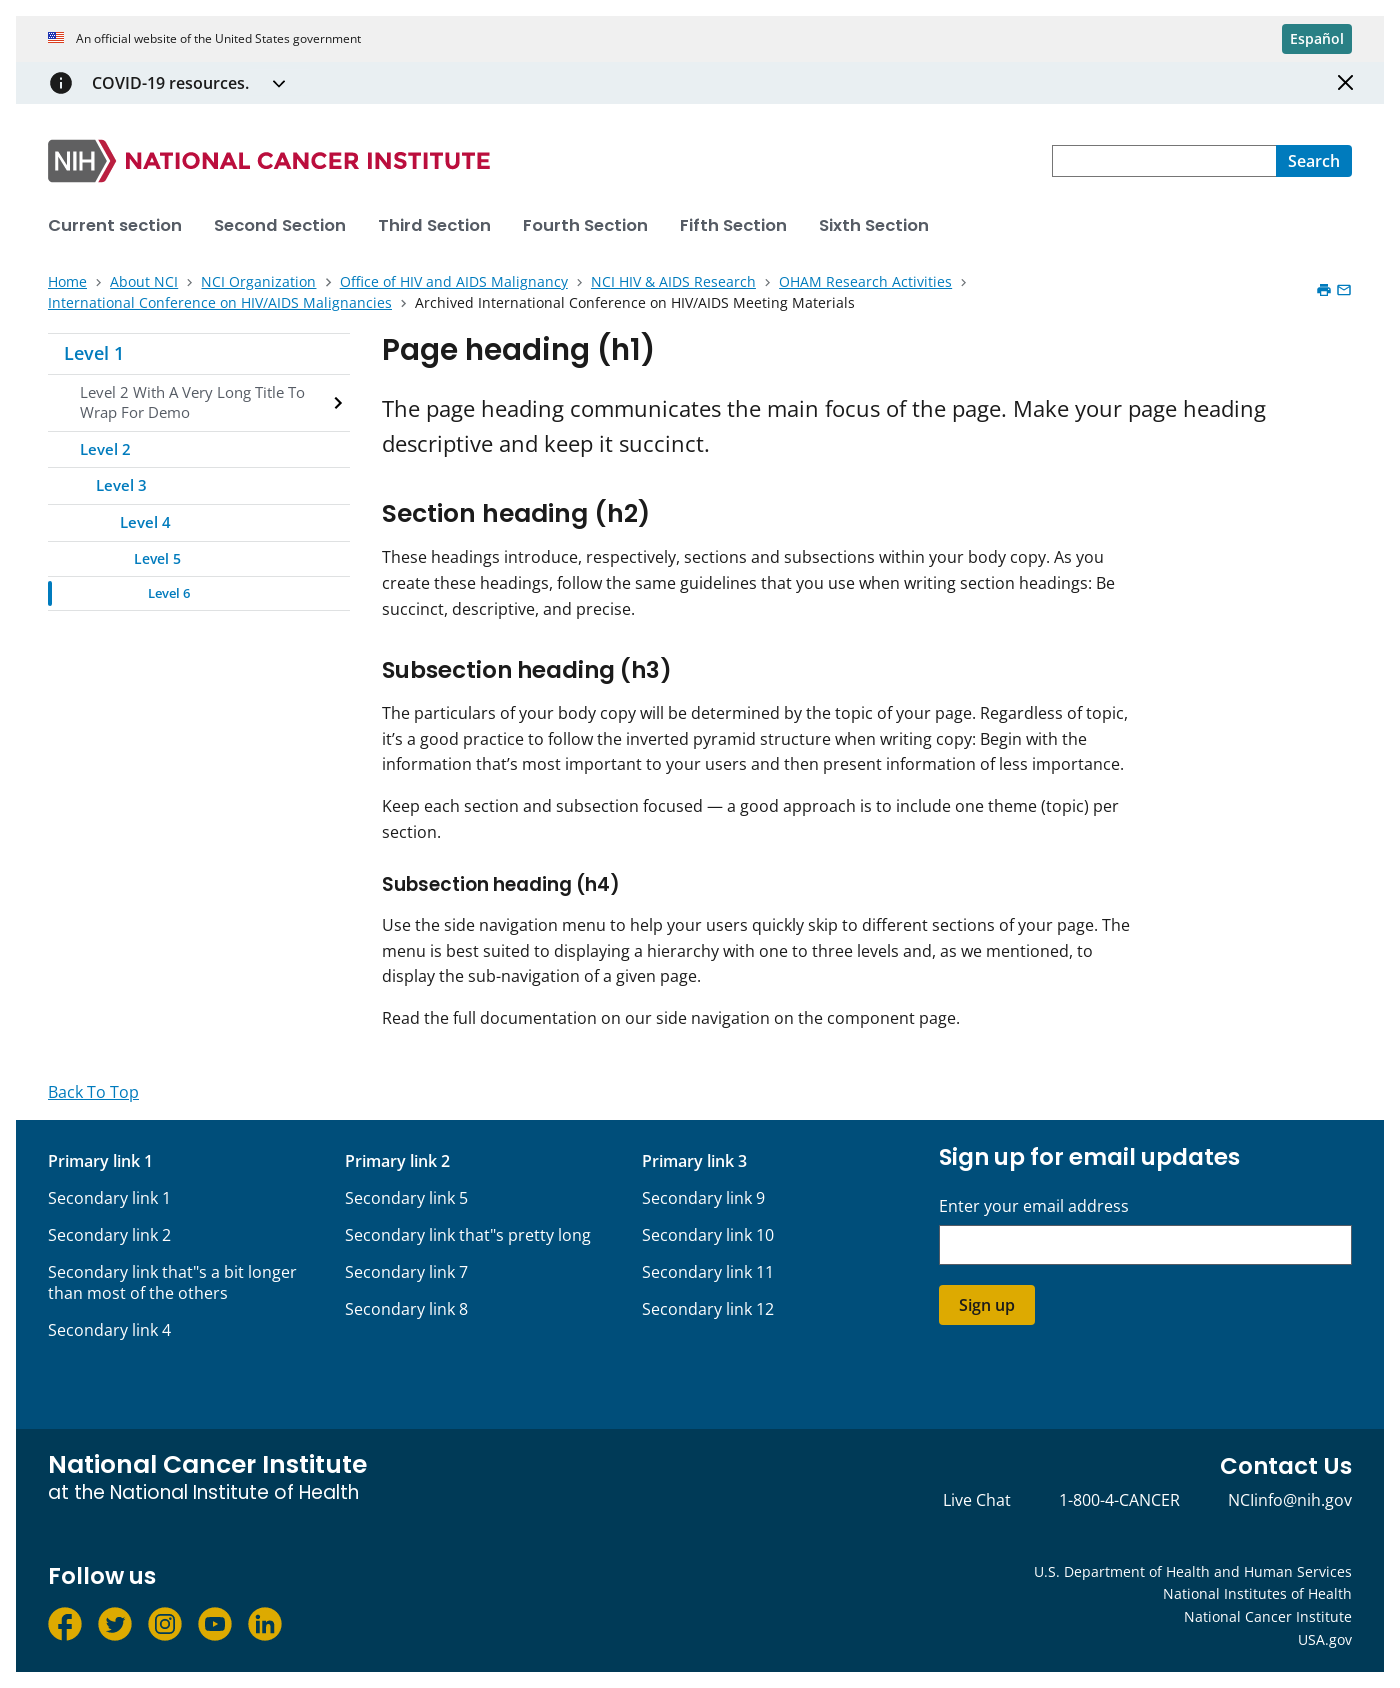 An official website of the United States government
Español
COVID-19 resources.
NIH NATIONAL CANCER INSTITUTE
Search
Current section Second Section Third Section Fourth Section Fifth Section Sixth Section
Home About NCI NCI Organization Office of HIV and AIDS Malignancy NCI HIV & AIDS Research OHAM Research Activities
International Conference on HIV/AIDS Malignancies Archived International Conference on HIV/AIDS Meeting Materials
Level 1
Level 2 With A Very Long Title To
Wrap For Demo
Level 2
Level 3
Level 4
Level 5
Level 6
Page heading (h1)
The page heading communicates the main focus of the page. Make your page heading
descriptive and keep it succinct.
Section heading (h2)
These headings introduce, respectively, sections and subsections within your body copy. As you
create these headings, follow the same guidelines that you use when writing section headings: Be
succinct, descriptive, and precise.
Subsection heading (h3)
The particulars of your body copy will be determined by the topic of your page. Regardless of topic,
it’s a good practice to follow the inverted pyramid structure when writing copy: Begin with the
information that’s most important to your users and then present information of less importance.
Keep each section and subsection focused — a good approach is to include one theme (topic) per
section.
Subsection heading (h4)
Use the side navigation menu to help your users quickly skip to different sections of your page. The
menu is best suited to displaying a hierarchy with one to three levels and, as we mentioned, to
display the sub-navigation of a given page.
Read the full documentation on our side navigation on the component page.
Back To Top
Primary link 1
Secondary link 1
Secondary link 2
Secondary link that"s a bit longer
than most of the others
Secondary link 4
Primary link 2
Secondary link 5
Secondary link that"s pretty long
Secondary link 7
Secondary link 8
Primary link 3
Secondary link 9
Secondary link 10
Secondary link 11
Secondary link 12
Sign up for email updates
Enter your email address
Sign up
National Cancer Institute
at the National Institute of Health
Contact Us
Live Chat 1-800-4-CANCER NCIinfo@nih.gov
Follow us
U.S. Department of Health and Human Services
National Institutes of Health
National Cancer Institute
USA.gov